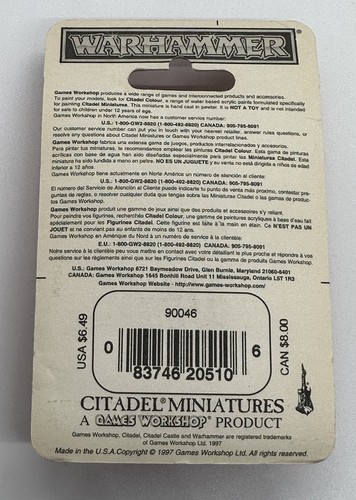 WARHAMMER®
Games Workshop produces a wide range of games and interconnected products and accessories.
To paint your models, look for Citadel Colour, a range of water based acrylic paints formulated specifically
for painting Citadel Miniatures. This miniature is hand cast in pewter. It is NOT A TOY and is not intended
for sale to children under 12 years of age.
Games Workshop in North America now has a customer service number:
U.S.: 1-800-GW2-8820 (1-800-492-8820) CANADA: 905-795-8091
Our customer service number can put you in touch with your nearest retailer, answer rules questions, or
resolve any questions about Citadel Miniatures or Games Workshop products.
Games Workshop fabrica una extensa gama de juegos, productos interrelacionados y accesorios.
Para pintar tus miniaturas, te recomendamos emplear las pinturas Citadel Colour. Esta gama de pinturas
acrílicas con base de agua han sido diseñadas especialmente para pintar las Miniaturas Citadel. Esta
miniatura ha sido fundida a mano en peltre. NO ES UN JUGUETE y su venta no está dirigida a niños de edad
inferior a 12 años.
Games Workshop tiene actualmente en Norte América un número de atención al cliente:
U.S.: 1-800-GW2-8820 (1-800-492-8820) CANADA: 905-795-8091
El número del Servicio de Atención al Cliente puede indicarte tu punto de venta más proximo, contestar pre-
guntas de reglas, o resolver cualquier duda que tengas sobre las Miniaturas Citadel o las gamas de produc-
tos Games Workshop.
Games Workshop produit une gamme de jeux ainsi que des produits et accessoires s'y reliant.
Pour peindre vos figurines, recherchez Citadel Colour, une gamme de peintures acryliques à base d'eau fait
spécialement pour les Figurines Citadel. Cette figurine est faite à la main en étain. Ce N'EST PAS UN
JOUET et ne convient pas au enfants de moins de 12 ans.
Games Workshop en Amérique du Nord a un numéro de service à la clientèle:
E.U.: 1-800-GW2-8820 (1-800-492-8820) CANADA: 905-795-8091
Notre service à la clientèle peu vous mettre en contact avec votre détaillant le plus proche et répondre à vos
questions sur les règlements ainsi que sur les Figurines Citadel ou la gamme de produits Games Workshop.
U.S.: Games Workshop 8721 Baymeadow Drive, Glen Burnie, Maryland 21060-6401
CANADA: Games Workshop 1645 Bonhill Road Unit 11 Mississauga, Ontario L5T 1R3
Games Workshop Website - http://www.games-workshop.com/
USA $6.49
90046
0 83746 20510 6
CAN $8.00
CITADEL® MINIATURES
A GAMES WORKSHOP® PRODUCT
Games Workshop, Citadel, Citadel Castle and Warhammer are registered trademarks
of Games Workshop Ltd. 1997
Made in the U.S.A.Copyright © 1997 Games Workshop Ltd. All rights reserved.